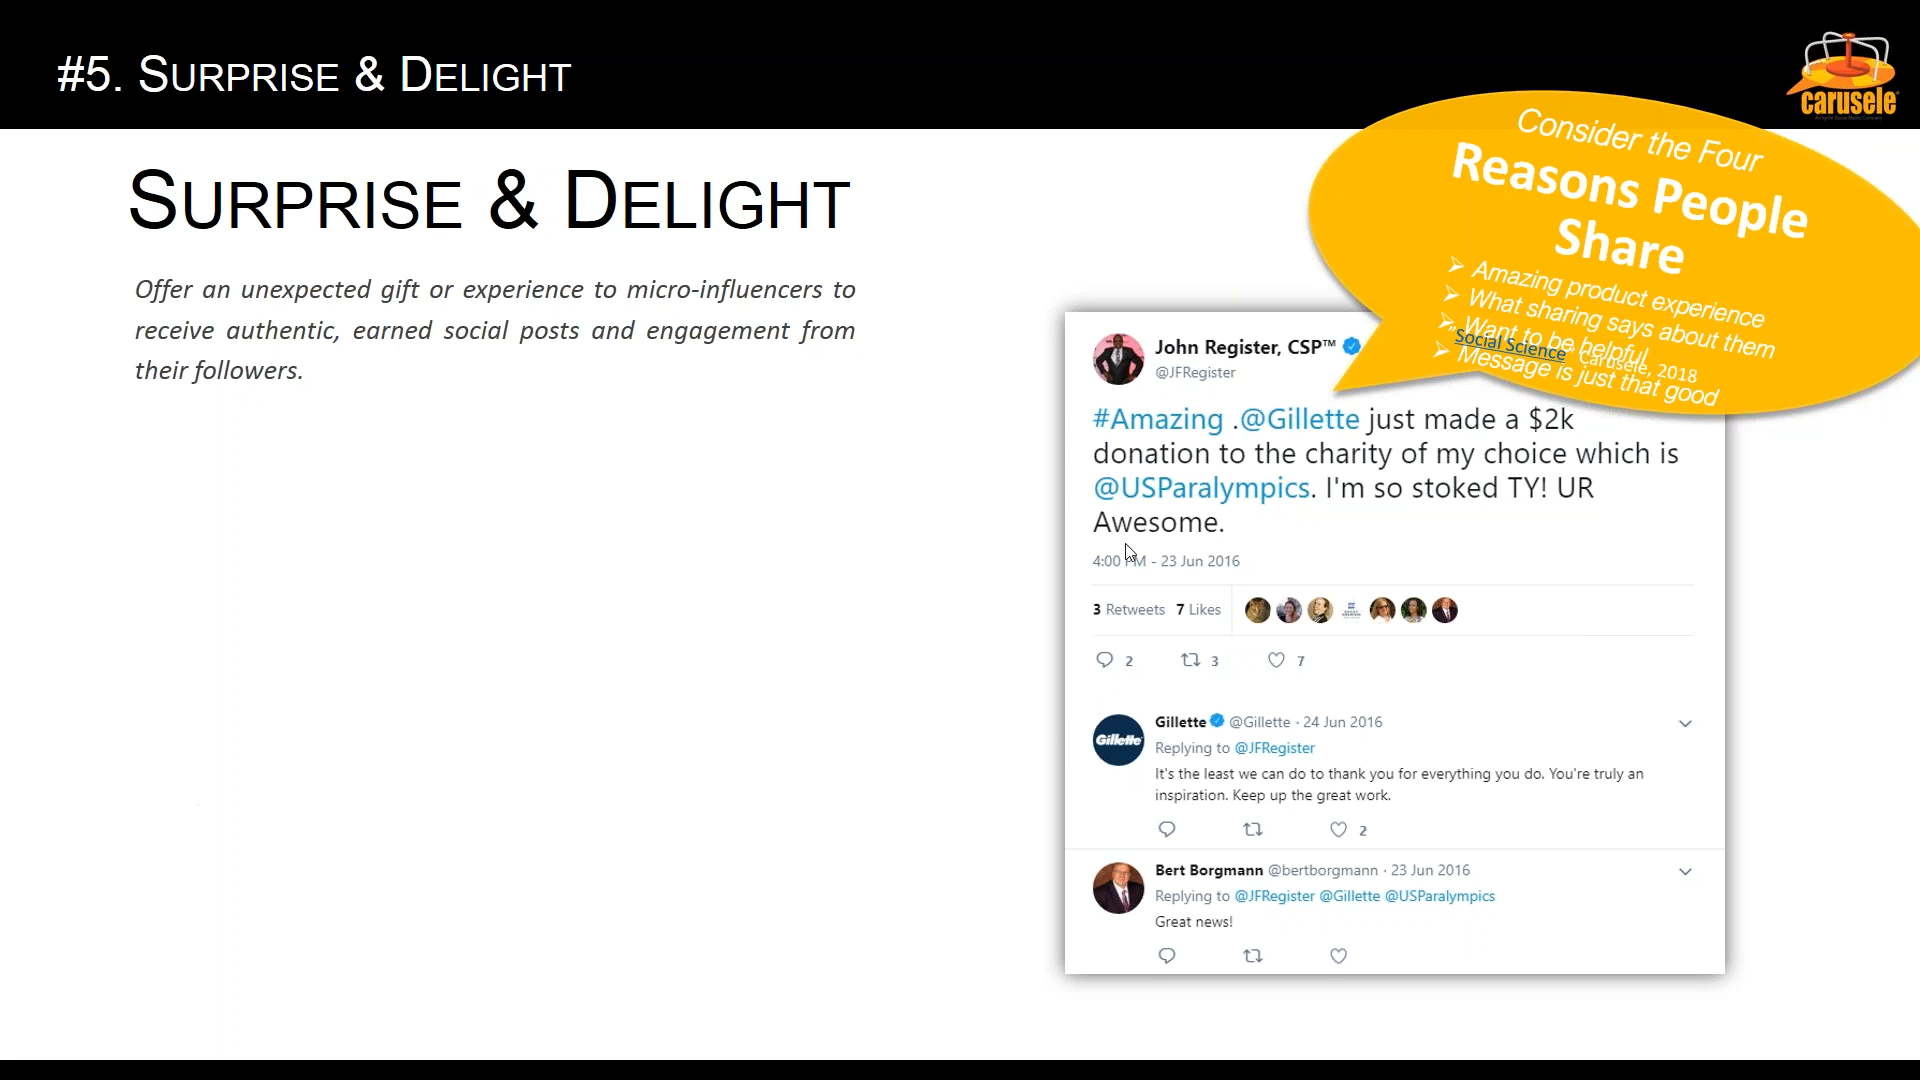 #5. SURPRISE & DELIGHT
carusele
SURPRISE & DELIGHT
Offer an unexpected gift or experience to micro-influencers to
receive authentic, earned social posts and engagement from
their followers.
Consider the Four
Reasons People
Share
➢ Amazing product experience
➢ What sharing says about them
➢ Want to be helpful
➢ Message is just that good
"Social Science" Carusele, 2018
John Register, CSP™
@JFRegister
#Amazing .@Gillette just made a $2k
donation to the charity of my choice which is
@USParalympics. I'm so stoked TY! UR
Awesome.
4:00 PM - 23 Jun 2016
3 Retweets 7 Likes
2 3 7
Gillette @Gillette · 24 Jun 2016
Replying to @JFRegister
It's the least we can do to thank you for everything you do. You're truly an
inspiration. Keep up the great work.
Gillette
2
Bert Borgmann @bertborgmann · 23 Jun 2016
Replying to @JFRegister @Gillette @USParalympics
Great news!